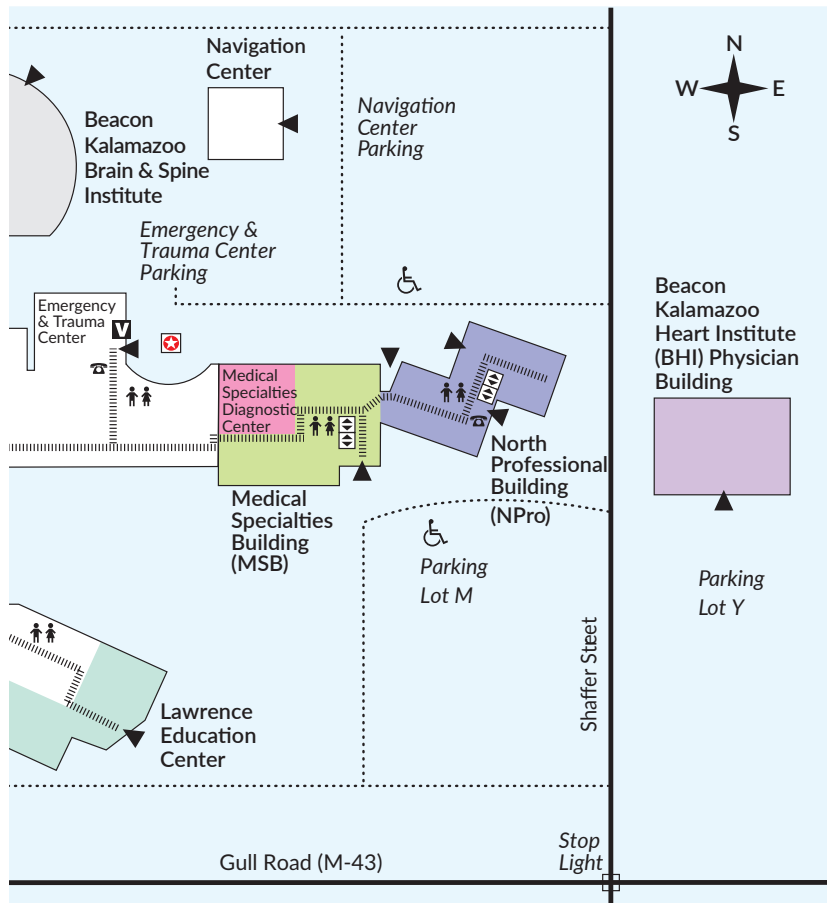 Navigation
Center
N
W
E
S
Beacon
Kalamazoo
Brain & Spine
Institute
Navigation
Center
Parking
Emergency &
Trauma Center
Parking
Emergency
& Trauma
Center
V
Beacon
Kalamazoo
Heart Institute
(BHI) Physician
Building
Medical
Specialties
Diagnostic
Center
North
Professional
Building
(NPro)
Medical
Specialties
Building
(MSB)
Parking
Lot M
Parking
Lot Y
Shaffer Street
Lawrence
Education
Center
Stop
Light
Gull Road (M-43)